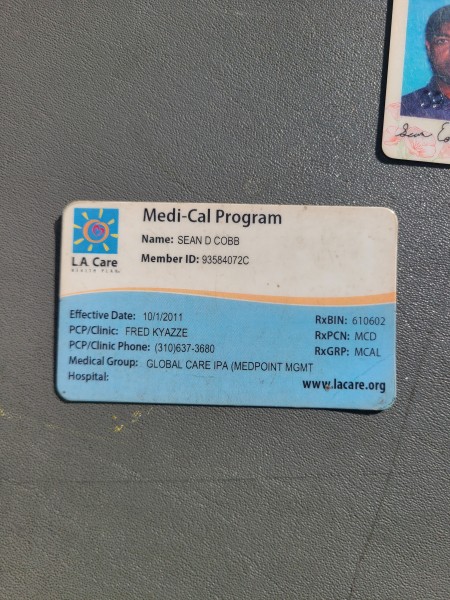 Medi-Cal Program
L.A. Care
HEALTH PLAN
Name: SEAN D COBB
Member ID: 93584072C
Effective Date: 10/1/2011
RxBIN: 610602
PCP/Clinic: FRED KYAZZE
RxPCN: MCD
PCP/Clinic Phone: (310)637-3680
RxGRP: MCAL
Medical Group: GLOBAL CARE IPA (MEDPOINT MGMT
Hospital:
www.lacare.org